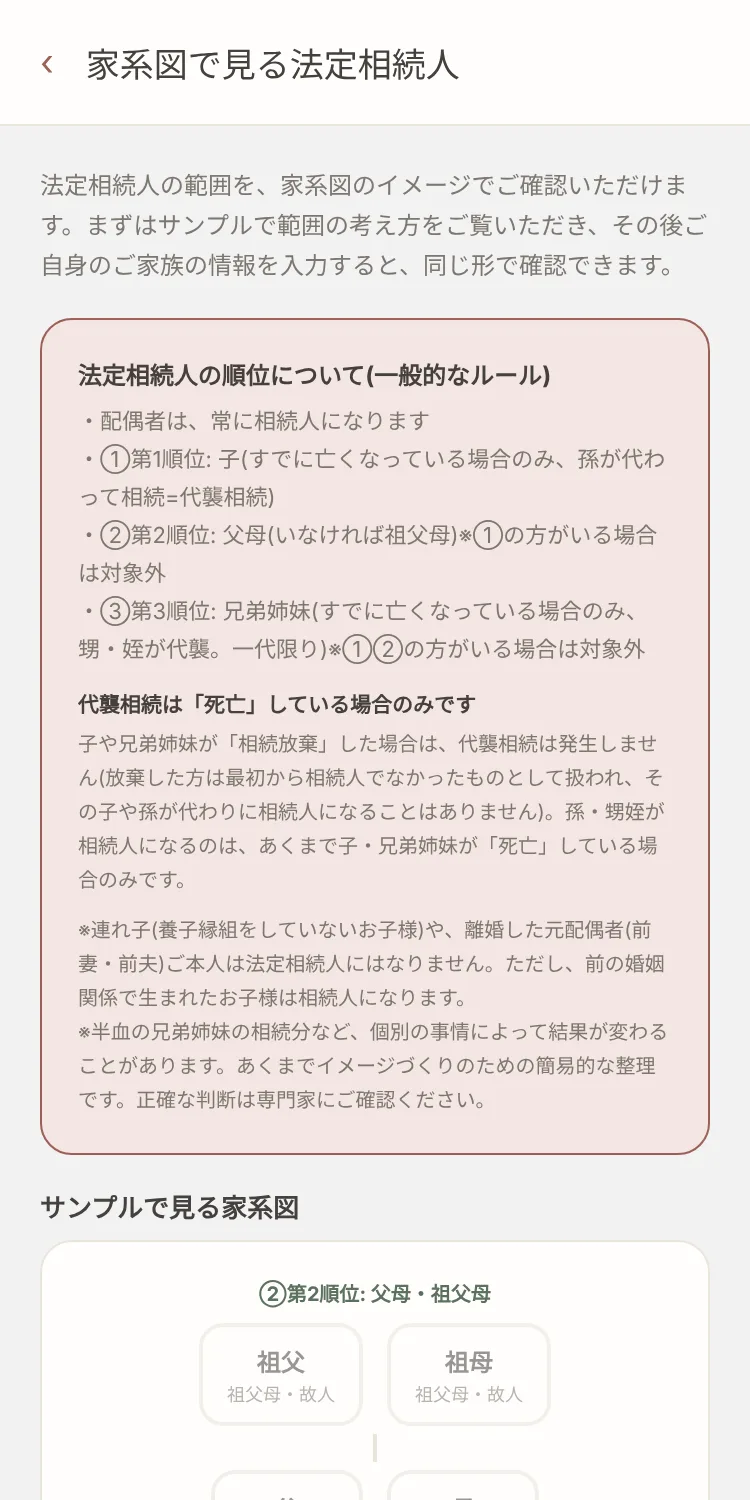 家系図で見る法定相続人
法定相続人の範囲を、家系図のイメージでご確認いただけま
す。まずはサンプルで範囲の考え方をご覧いただき、その後ご
自身のご家族の情報を入力すると、同じ形で確認できます。
法定相続人の順位について(一般的なルール)
・配偶者は、常に相続人になります
・①第1順位: 子(すでに亡くなっている場合のみ、孫が代わ
って相続=代襲相続)
・②第2順位: 父母(いなければ祖父母)※①の方がいる場合
は対象外
・③第3順位: 兄弟姉妹(すでに亡くなっている場合のみ、
甥・姪が代襲。一代限り)※①②の方がいる場合は対象外
代襲相続は「死亡」している場合のみです
子や兄弟姉妹が「相続放棄」した場合は、代襲相続は発生しませ
ん(放棄した方は最初から相続人でなかったものとして扱われ、そ
の子や孫が代わりに相続人になることはありません)。孫・甥姪が
相続人になるのは、あくまで子・兄弟姉妹が「死亡」している場
合のみです。
※連れ子(養子縁組をしていないお子様)や、離婚した元配偶者(前
妻・前夫)ご本人は法定相続人にはなりません。ただし、前の婚姻
関係で生まれたお子様は相続人になります。
※半血の兄弟姉妹の相続分など、個別の事情によって結果が変わる
ことがあります。あくまでイメージづくりのための簡易的な整理
です。正確な判断は専門家にご確認ください。
サンプルで見る家系図
②第2順位: 父母・祖父母
祖父
祖父母・故人
祖母
祖父母・故人